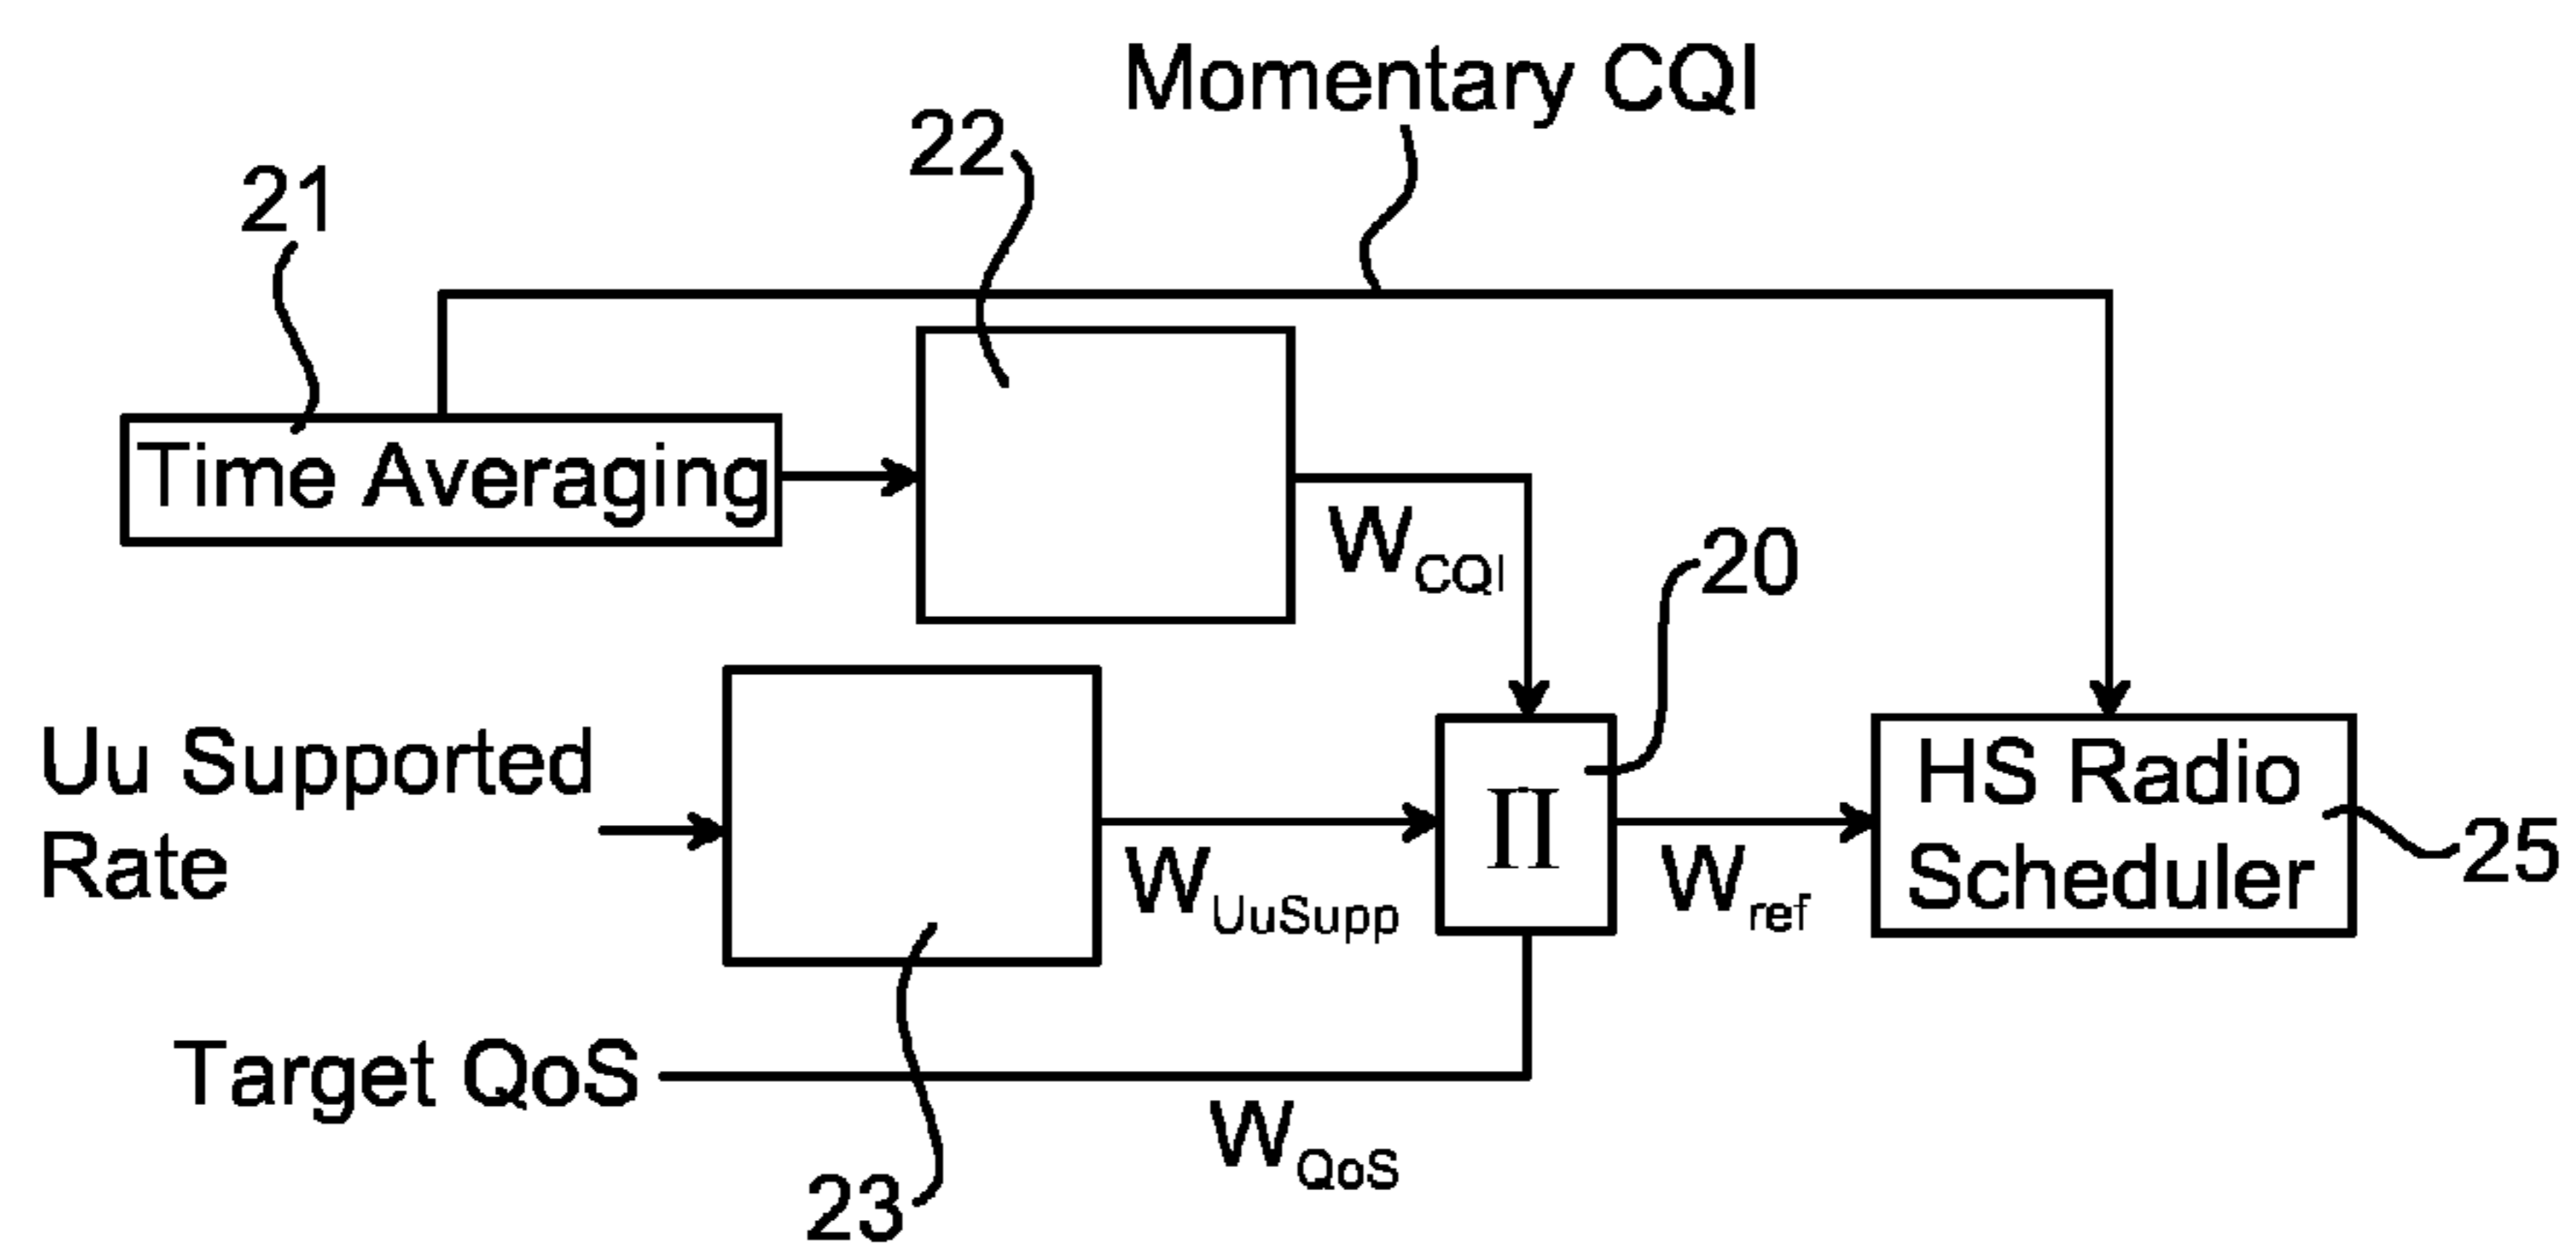 Momentary CQI
22
21
Time Averaging
W_CQI
20
Uu Supported
Rate
W_UuSupp
Π
W_ref
HS Radio
Scheduler
25
Target QoS
W_QoS
23